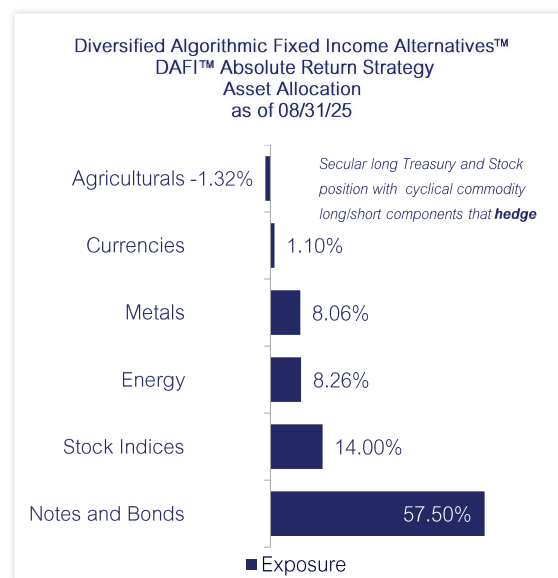 Diversified Algorithmic Fixed Income Alternatives™
DAFI™ Absolute Return Strategy
Asset Allocation
as of 08/31/25
Secular long Treasury and Stock
position with cyclical commodity
long/short components that hedge
Agriculturals -1.32%
Currencies 1.10%
Metals 8.06%
Energy 8.26%
Stock Indices 14.00%
Notes and Bonds 57.50%
Exposure